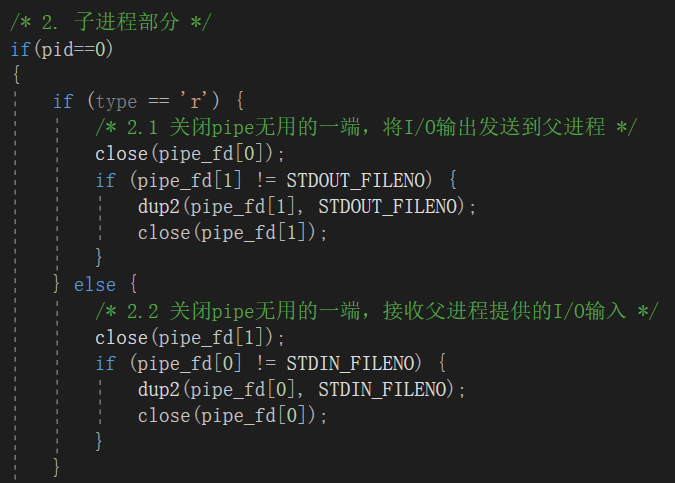 /* 2. 子进程部分 */
if(pid==0)
{
    if (type == 'r') {
        /* 2.1 关闭pipe无用的一端，将I/O输出发送到父进程 */
        close(pipe_fd[0]);
        if (pipe_fd[1] != STDOUT_FILENO) {
            dup2(pipe_fd[1], STDOUT_FILENO);
            close(pipe_fd[1]);
        }
    } else {
        /* 2.2 关闭pipe无用的一端，接收父进程提供的I/O输入 */
        close(pipe_fd[1]);
        if (pipe_fd[0] != STDIN_FILENO) {
            dup2(pipe_fd[0], STDIN_FILENO);
            close(pipe_fd[0]);
        }
    }